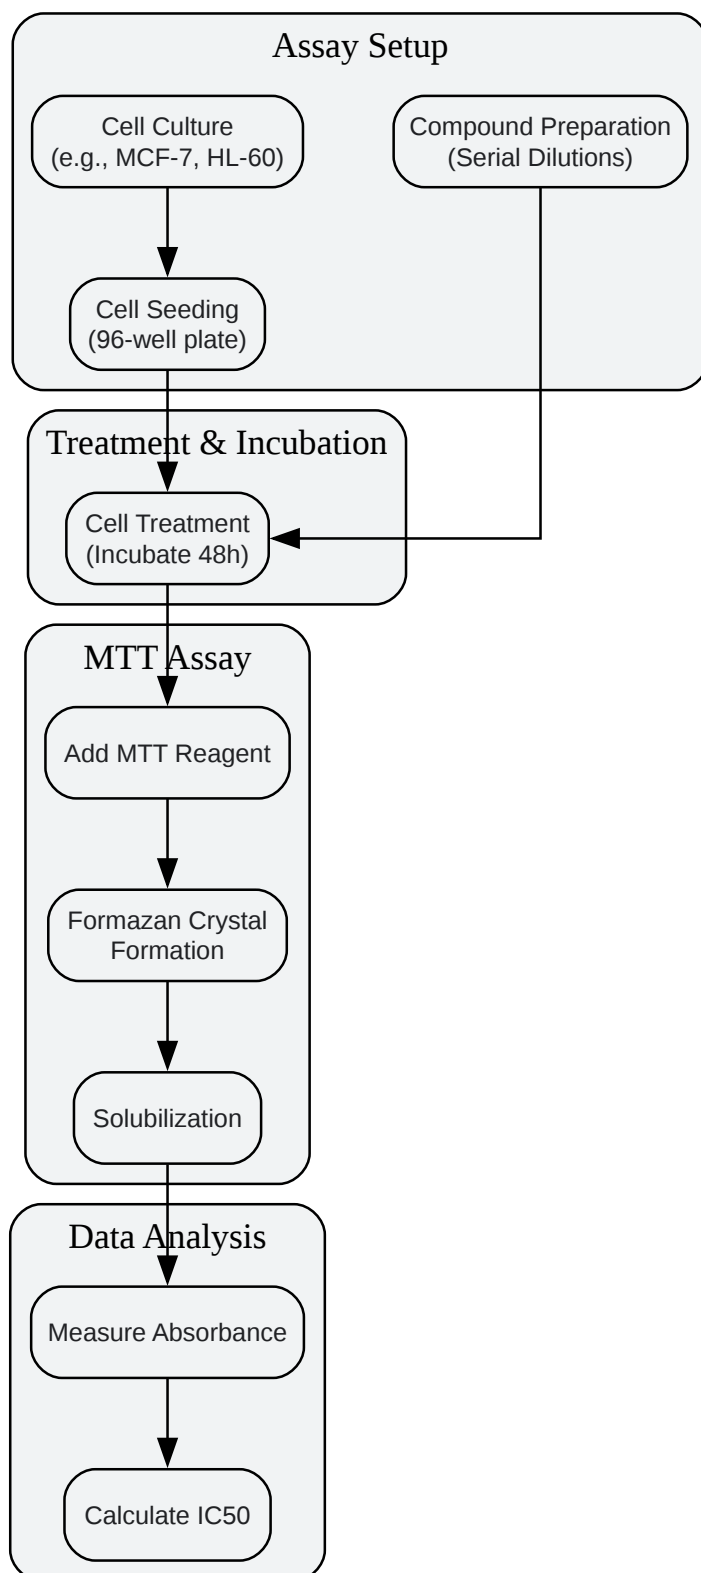 Assay Setup
Cell Culture
(e.g., MCF-7, HL-60)
Compound Preparation
(Serial Dilutions)
Cell Seeding
(96-well plate)
Treatment & Incubation
Cell Treatment
(Incubate 48h)
MTT Assay
Add MTT Reagent
Formazan Crystal
Formation
Solubilization
Data Analysis
Measure Absorbance
Calculate IC50